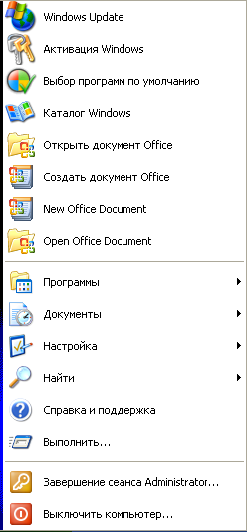 Windows Update
Активация Windows
Выбор программ по умолчанию
Каталог Windows
Открыть документ Office
Создать документ Office
New Office Document
Open Office Document
Программы
Документы
Настройка
Найти
Справка и поддержка
Выполнить...
Завершение сеанса Administrator...
Выключить компьютер...